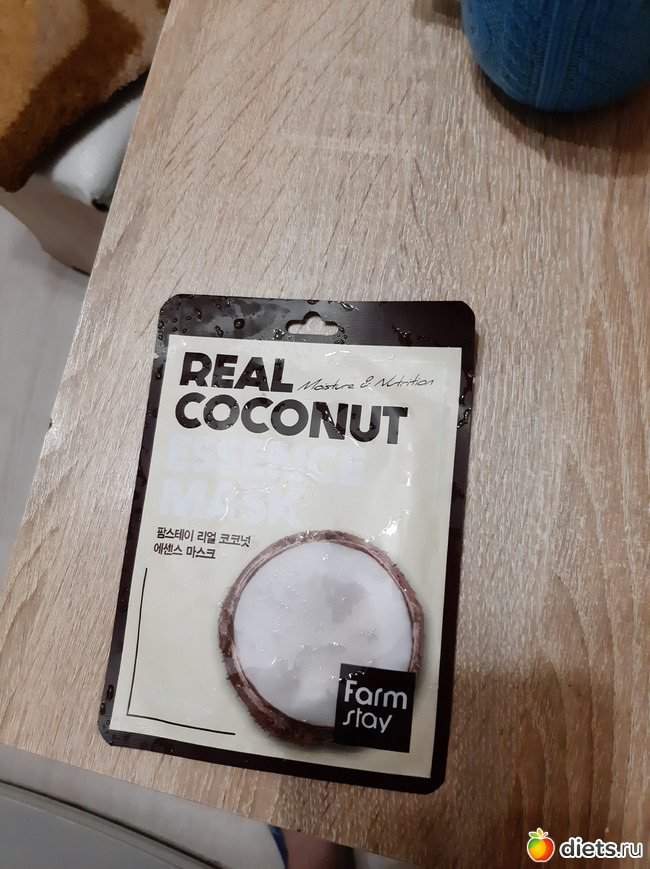 REAL
Moisture & Nutrition
COCONUT
ESSENCE
MASK
팜스테이 리얼 코코넛
에센스 마스크
Farm
stay
diets.ru